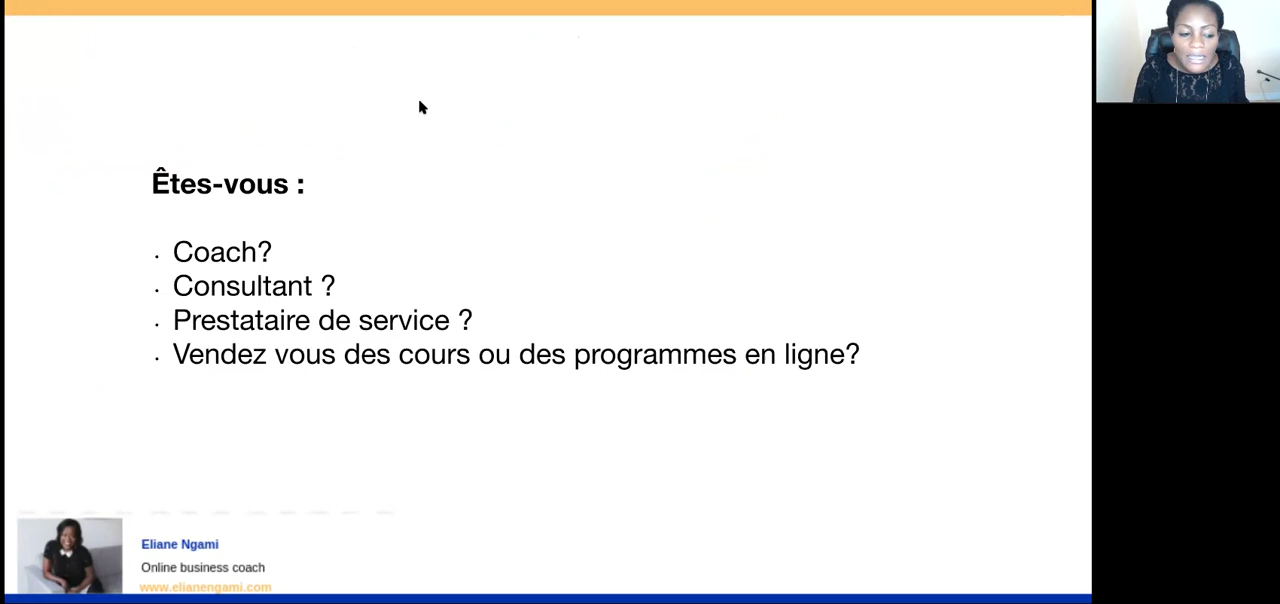 Êtes-vous :
· Coach?
· Consultant ?
· Prestataire de service ?
· Vendez vous des cours ou des programmes en ligne?
Eliane Ngami
Online business coach
www.elianengami.com